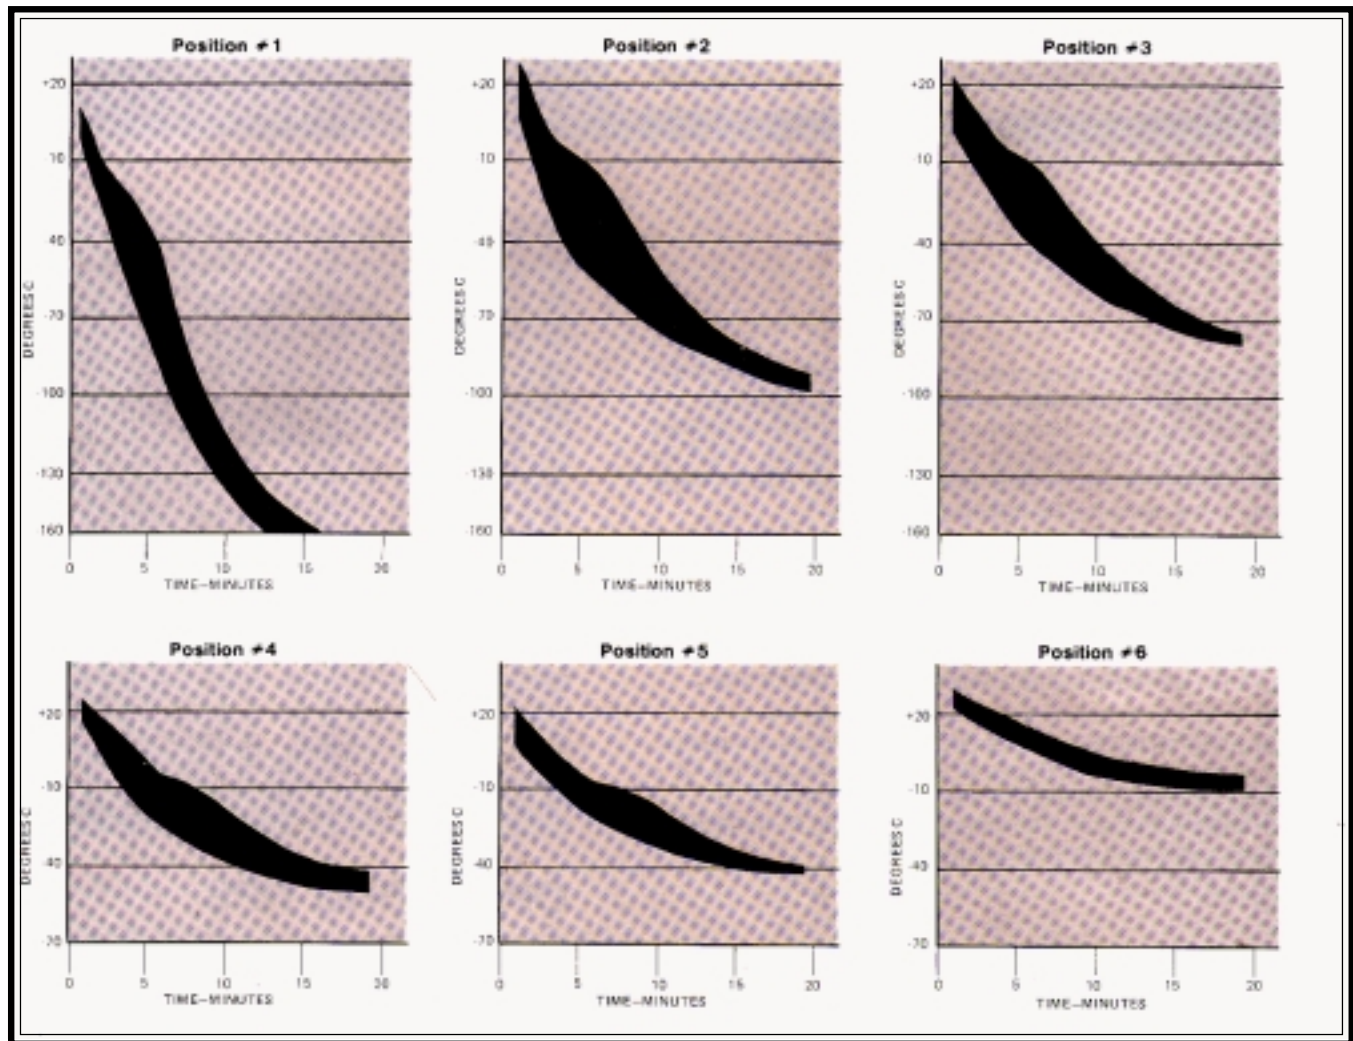 Position ≠1
+20
10
40
-70
-100
-130
160
DEGREES C
0 5 10 15 20
TIME–MINUTES
Position ≠2
+20
10
-40
-70
-100
-130
-160
DEGREES C
0 5 10 15 20
TIME–MINUTES
Position ≠3
+20
-10
-40
-70
-100
-130
-160
DEGREES C
0 5 10 15 20
TIME–MINUTES
Position ≠4
+20
-10
-40
-70
DEGREES C
0 5 10 15 20
TIME–MINUTES
Position ≠5
+20
-10
-40
-70
DEGREES C
0 5 10 15 20
TIME–MINUTES
Position ≠6
+20
-10
-40
-70
DEGREES C
0 5 10 15 20
TIME–MINUTES